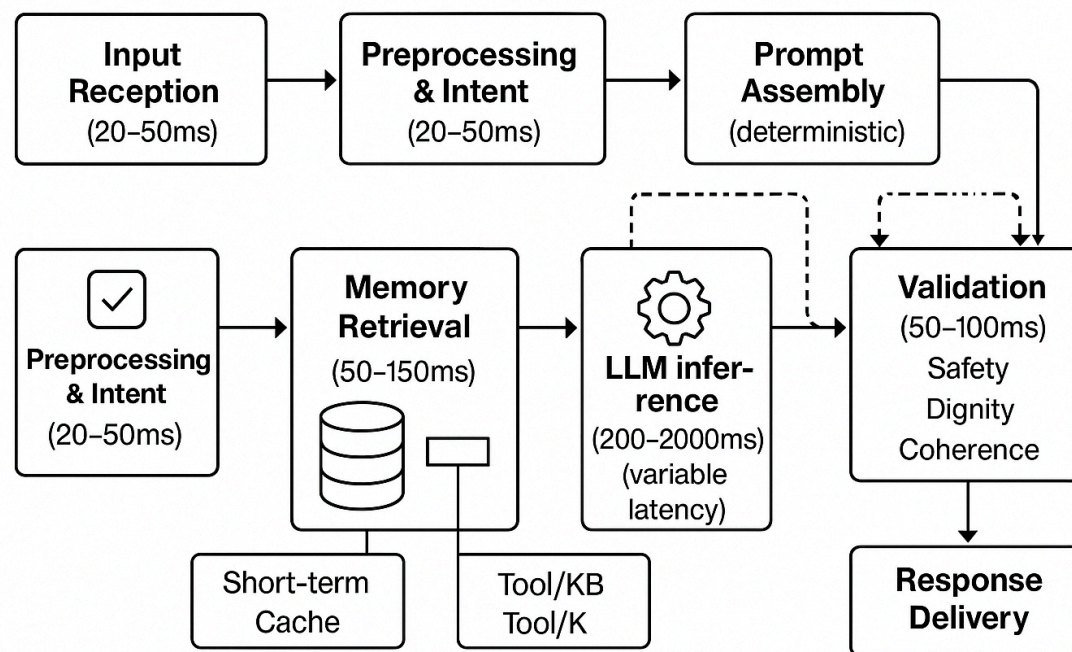 Input
Reception
(20–50ms)
Preprocessing
& Intent
(20–50ms)
Prompt
Assembly
(deterministic)
Preprocessing
& Intent
(20–50ms)
Memory
Retrieval
(50–150ms)
Short-term
Cache
Tool/KB
Tool/K
LLM infer-
rence
(200–2000ms)
(variable
latency)
Validation
(50–100ms)
Safety
Dignity
Coherence
Response
Delivery